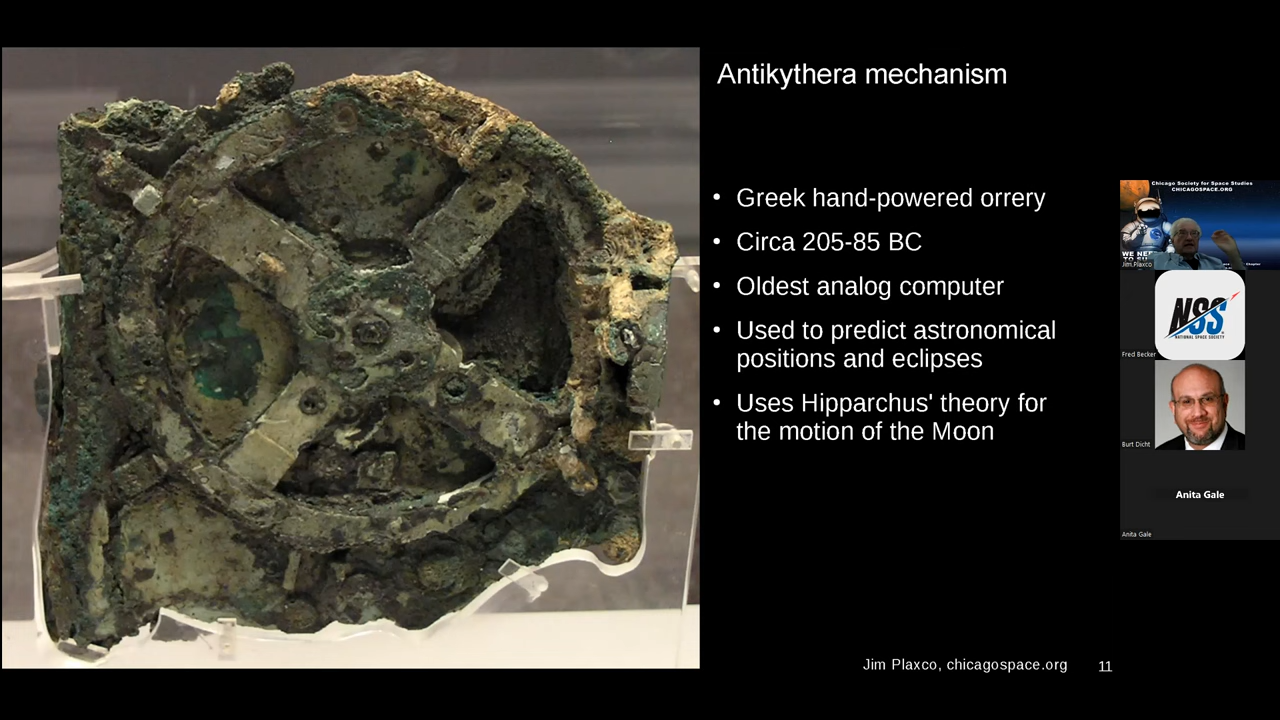 Antikythera mechanism
• Greek hand-powered orrery
• Circa 205-85 BC
• Oldest analog computer
• Used to predict astronomical
positions and eclipses
• Uses Hipparchus' theory for
the motion of the Moon
Jim Plaxco, chicagospace.org 11
Chicago Society for Space Studies
CHICAGOSPACE.ORG
WE NEE
Jim Plaxco
NSS
NATIONAL SPACE SOCIETY
Fred Becker
Burt Dicht
Anita Gale
Anita Gale